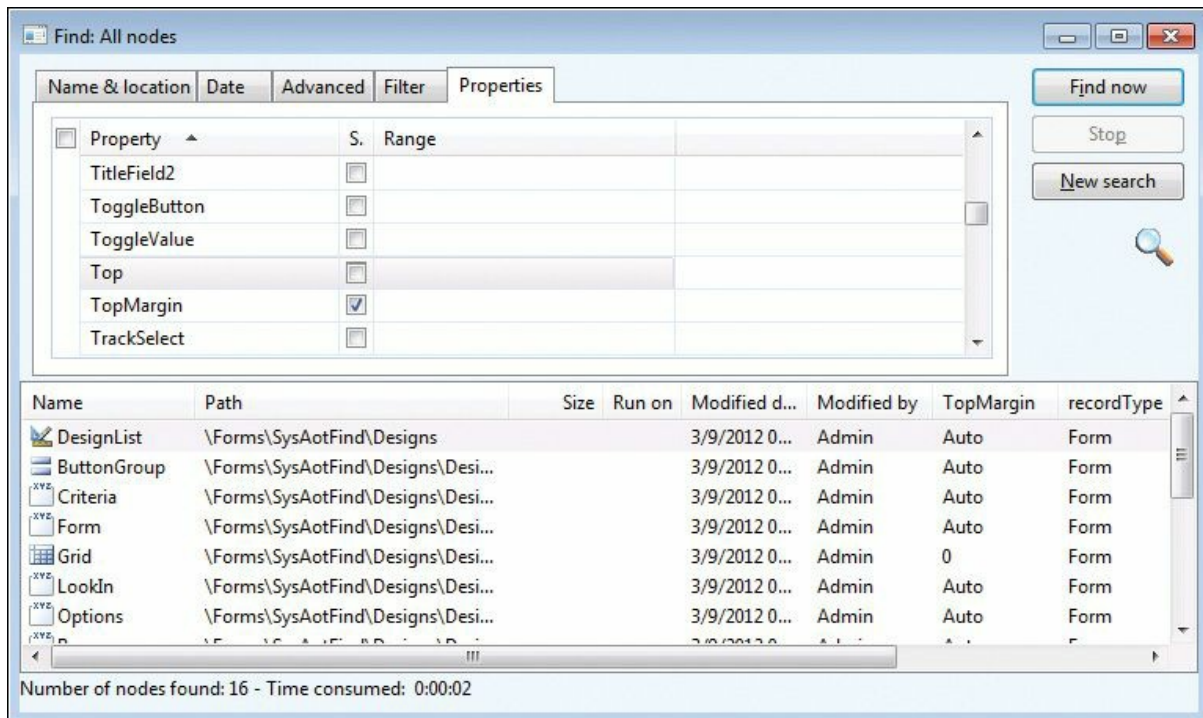 Find: All nodes
Name & location Date Advanced Filter Properties
Find now
Property S. Range
Stop
TitleField2
New search
ToggleButton
ToggleValue
Top
TopMargin
TrackSelect
Name Path Size Run on Modified d... Modified by TopMargin recordType
DesignList \Forms\SysAotFind\Designs 3/9/2012 0... Admin Auto Form
ButtonGroup \Forms\SysAotFind\Designs\Desi... 3/9/2012 0... Admin Auto Form
XYZ Criteria \Forms\SysAotFind\Designs\Desi... 3/9/2012 0... Admin Auto Form
XYZ Form \Forms\SysAotFind\Designs\Desi... 3/9/2012 0... Admin Auto Form
Grid \Forms\SysAotFind\Designs\Desi... 3/9/2012 0... Admin 0 Form
XYZ LookIn \Forms\SysAotFind\Designs\Desi... 3/9/2012 0... Admin Auto Form
XYZ Options \Forms\SysAotFind\Designs\Desi... 3/9/2012 0... Admin Auto Form
XYZ
Number of nodes found: 16 - Time consumed: 0:00:02